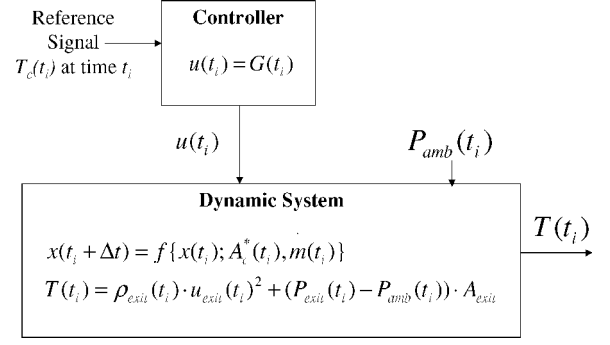 Reference
Signal
T_c(t_i) at time t_i
Controller
u(t_i) = G(t_i)
u(t_i)
P_amb(t_i)
Dynamic System
x(t_i + Δt) = f{x(t_i); A_c^*(t_i), ṁ(t_i)}
T(t_i) = ρ_exit(t_i) · u_exit(t_i)^2 + (P_exit(t_i) − P_amb(t_i)) · A_exit
T(t_i)